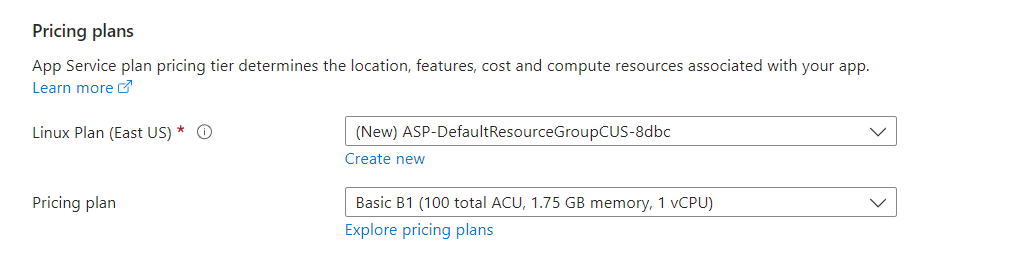 Pricing plans
App Service plan pricing tier determines the location, features, cost and compute resources associated with your app.
Learn more
Linux Plan (East US) *
(New) ASP-DefaultResourceGroupCUS-8dbc
Create new
Pricing plan
Basic B1 (100 total ACU, 1.75 GB memory, 1 vCPU)
Explore pricing plans